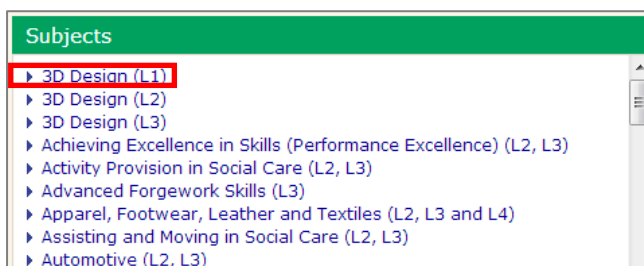 Subjects
3D Design (L1)
3D Design (L2)
3D Design (L3)
Achieving Excellence in Skills (Performance Excellence) (L2, L3)
Activity Provision in Social Care (L2, L3)
Advanced Forgework Skills (L3)
Apparel, Footwear, Leather and Textiles (L2, L3 and L4)
Assisting and Moving in Social Care (L2, L3)
Automotive (L2, L3)